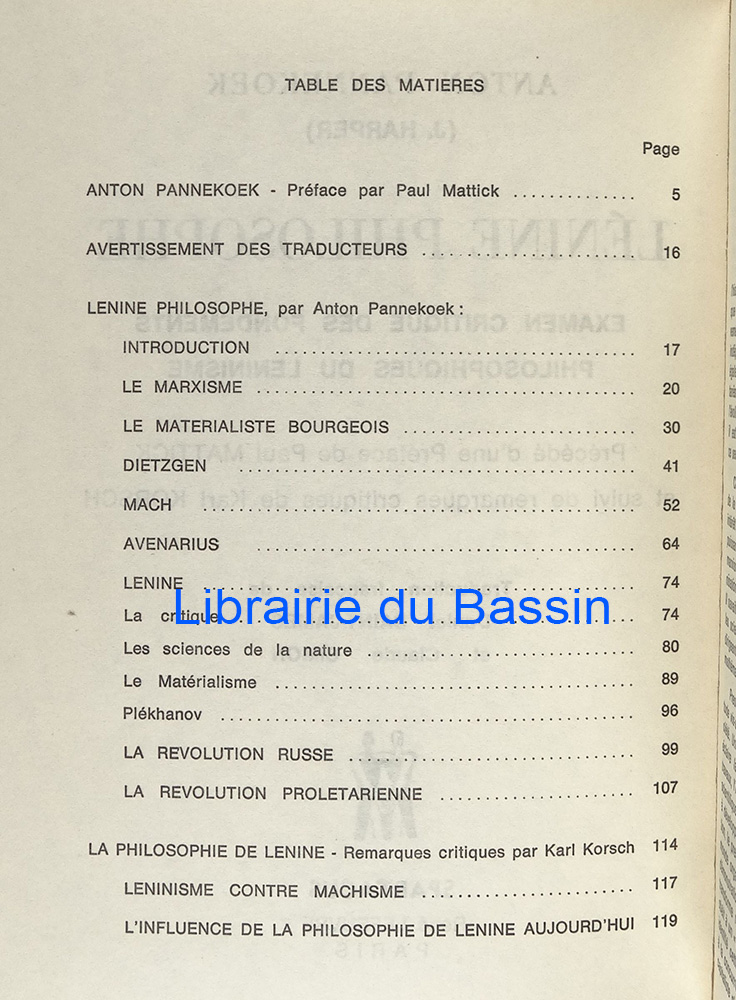 TABLE DES MATIERES
Page
ANTON PANNEKOEK - Préface par Paul Mattick .............. 5
AVERTISSEMENT DES TRADUCTEURS ........................ 16
LENINE PHILOSOPHE, par Anton Pannekoek :
INTRODUCTION ........................................ 17
LE MARXISME .......................................... 20
LE MATERIALISTE BOURGEOIS ........................... 30
DIETZGEN ............................................ 41
MACH ................................................ 52
AVENARIUS .......................................... 64
LENINE .............................................. 74
Librairie du Bassin
La critique .......................................... 74
Les sciences de la nature ............................... 80
Le Matérialisme ........................................ 89
Plékhanov .............................................. 96
LA REVOLUTION RUSSE ................................. 99
LA REVOLUTION PROLETARIENNE ...................... 107
LA PHILOSOPHIE DE LENINE - Remarques critiques par Karl Korsch 114
LENINISME CONTRE MACHISME ........................ 117
L'INFLUENCE DE LA PHILOSOPHIE DE LENINE AUJOURD'HUI 119